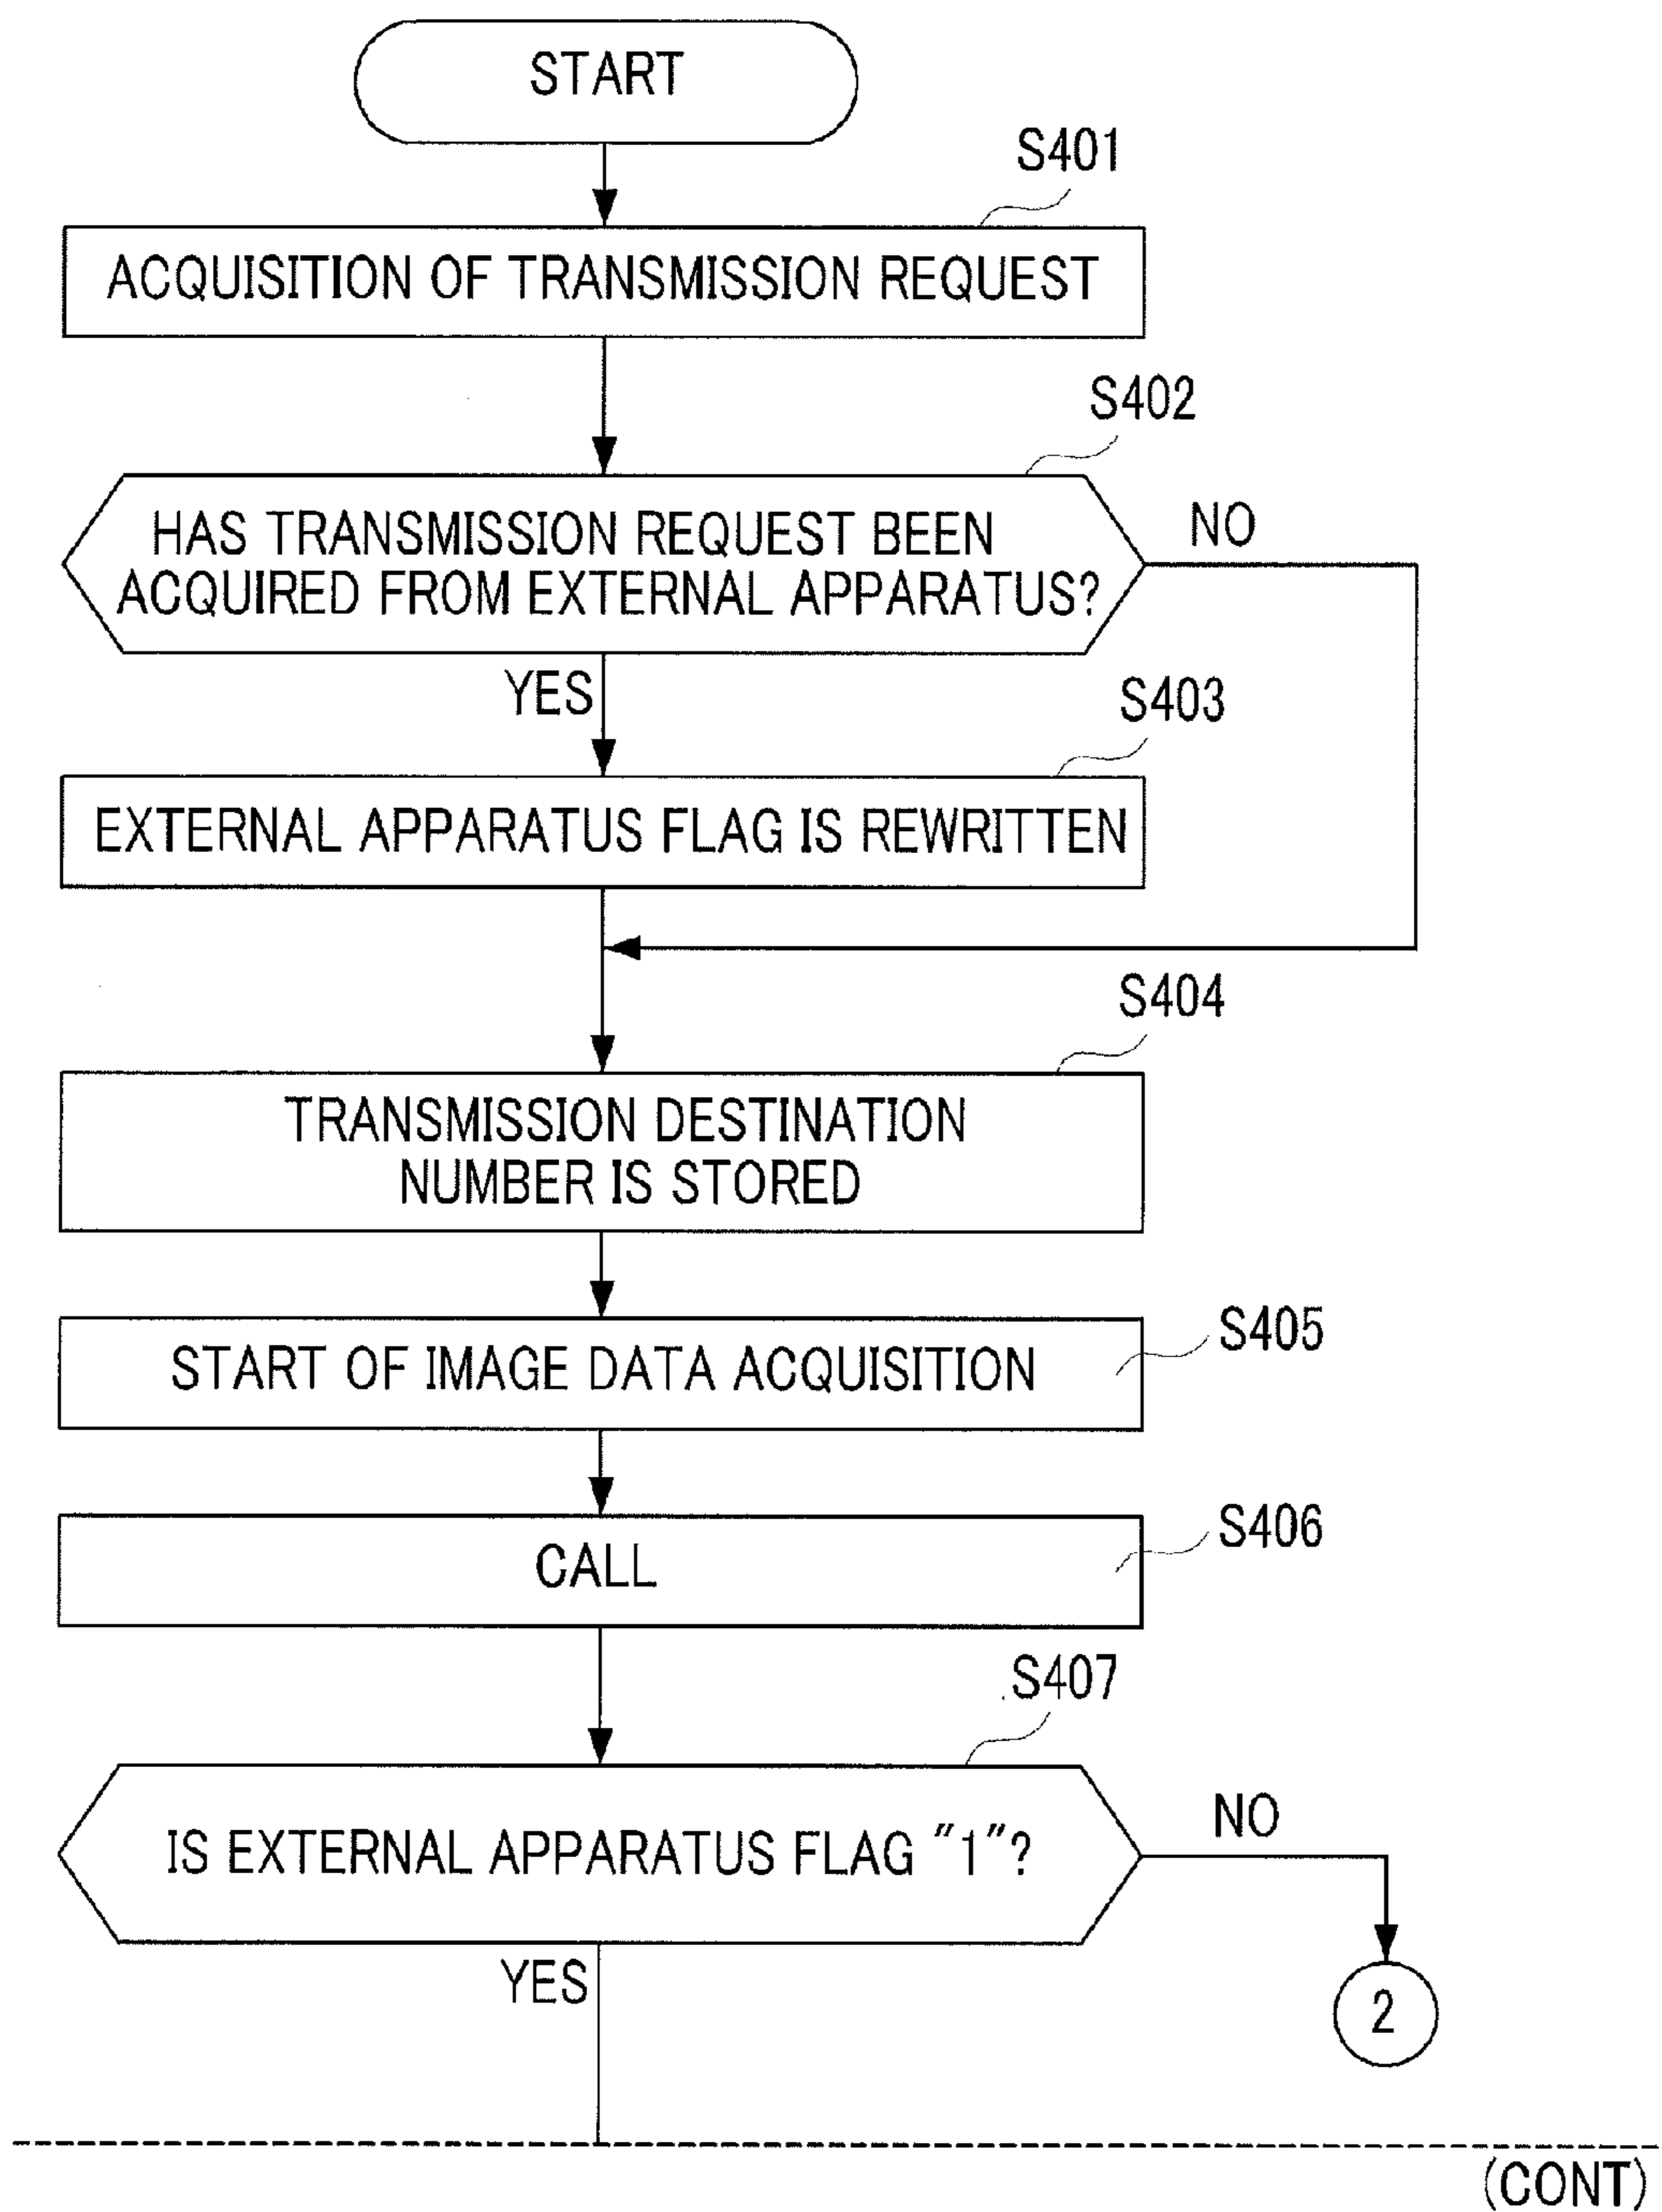 START
S401
ACQUISITION OF TRANSMISSION REQUEST
S402
HAS TRANSMISSION REQUEST BEEN
ACQUIRED FROM EXTERNAL APPARATUS?
NO
YES
S403
EXTERNAL APPARATUS FLAG IS REWRITTEN
S404
TRANSMISSION DESTINATION
NUMBER IS STORED
S405
START OF IMAGE DATA ACQUISITION
S406
CALL
S407
IS EXTERNAL APPARATUS FLAG "1"?
NO
YES
2
(CONT)